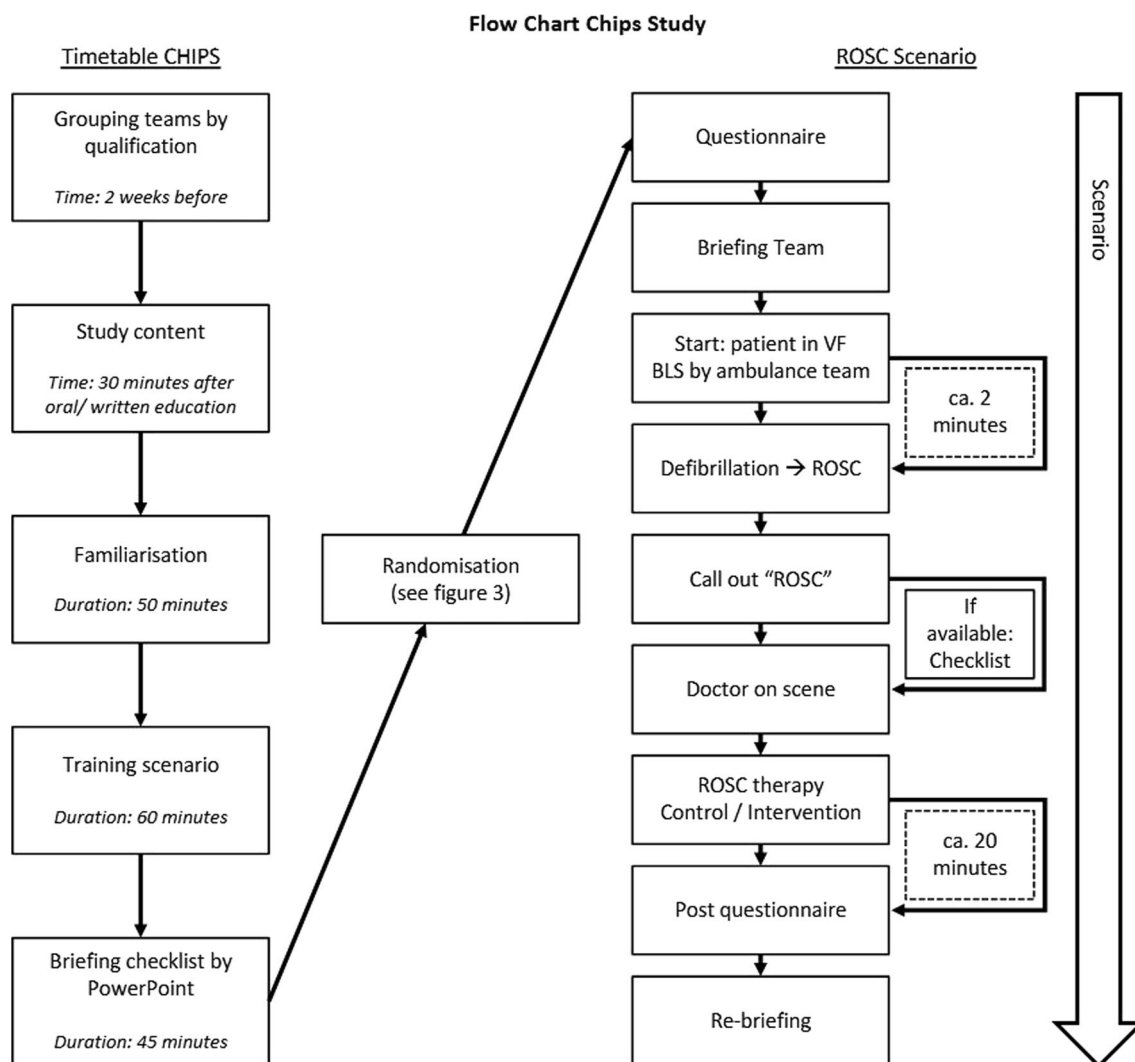 Flow Chart Chips Study
Timetable CHIPS
Grouping teams by
qualification
Time: 2 weeks before
Study content
Time: 30 minutes after
oral/ written education
Familiarisation
Duration: 50 minutes
Training scenario
Duration: 60 minutes
Briefing checklist by
PowerPoint
Duration: 45 minutes
Randomisation
(see figure 3)
ROSC Scenario
Questionnaire
Briefing Team
Start: patient in VF
BLS by ambulance team
ca. 2
minutes
Defibrillation → ROSC
Call out “ROSC”
If
available:
Checklist
Doctor on scene
ROSC therapy
Control / Intervention
ca. 20
minutes
Post questionnaire
Re-briefing
Scenario